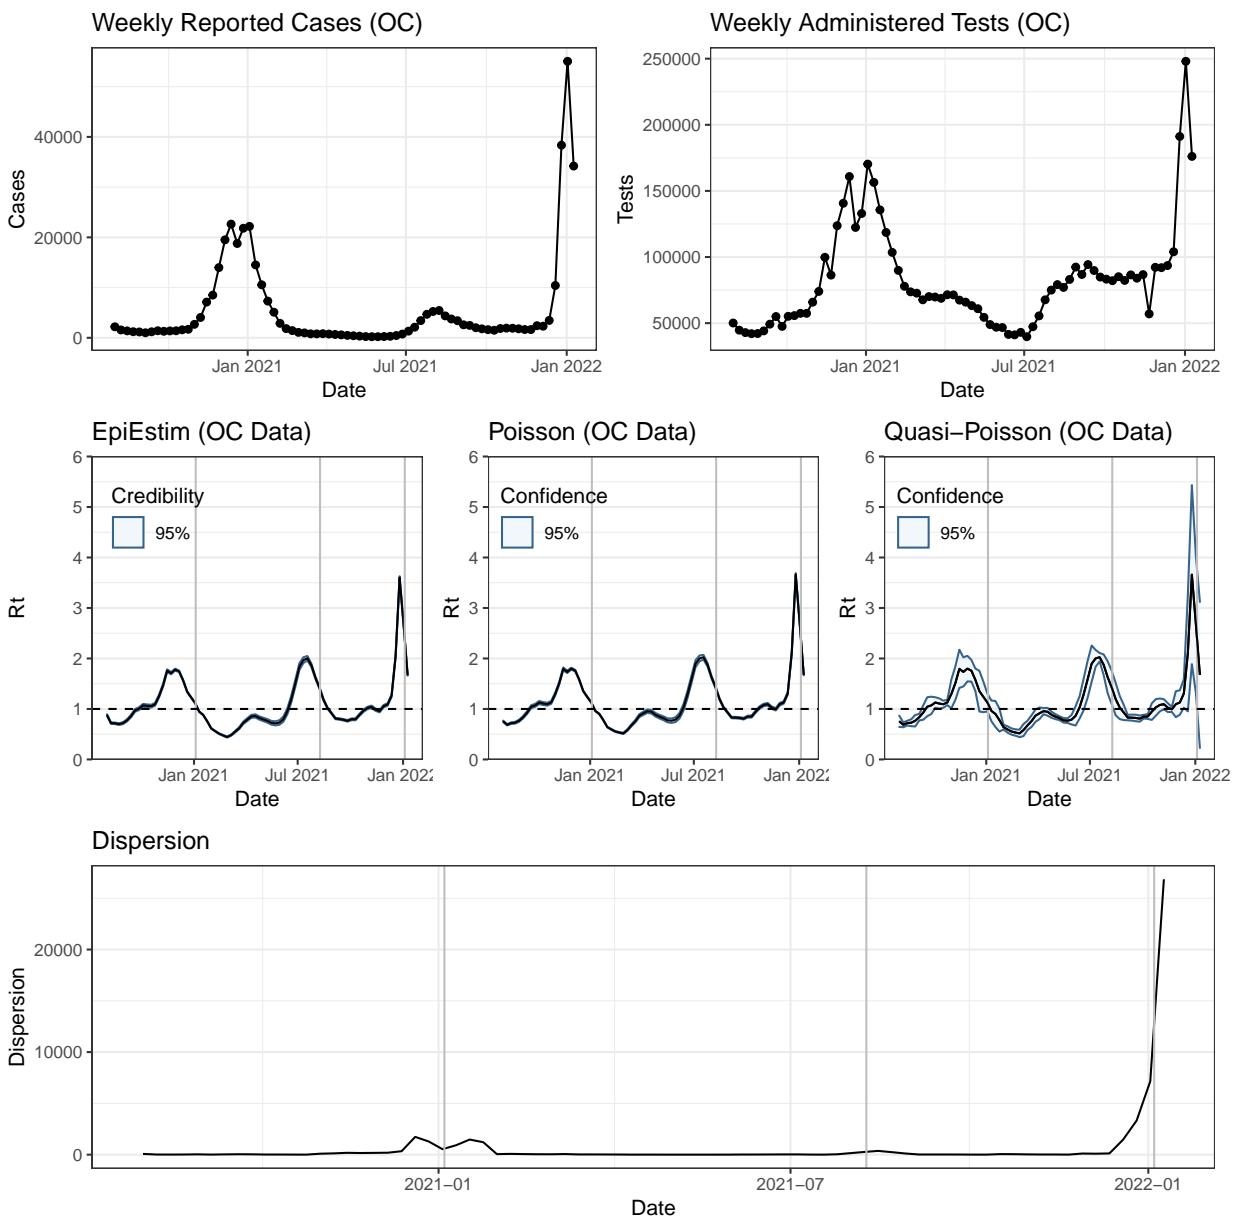 Weekly Reported Cases (OC)
Cases
40000
20000
0
Jan 2021
Jul 2021
Jan 2022
Date
Weekly Administered Tests (OC)
Tests
250000
200000
150000
100000
50000
Jan 2021
Jul 2021
Jan 2022
Date
EpiEstim (OC Data)
Rt
6
5
4
3
2
1
0
Credibility
95%
Jan 2021
Jul 2021
Jan 202
Date
Poisson (OC Data)
Rt
6
5
4
3
2
1
0
Confidence
95%
Jan 2021
Jul 2021
Jan 202
Date
Quasi−Poisson (OC Data)
Rt
6
5
4
3
2
1
0
Confidence
95%
Jan 2021
Jul 2021
Jan 2022
Date
Dispersion
Dispersion
20000
10000
0
2021−01
2021−07
2022−01
Date